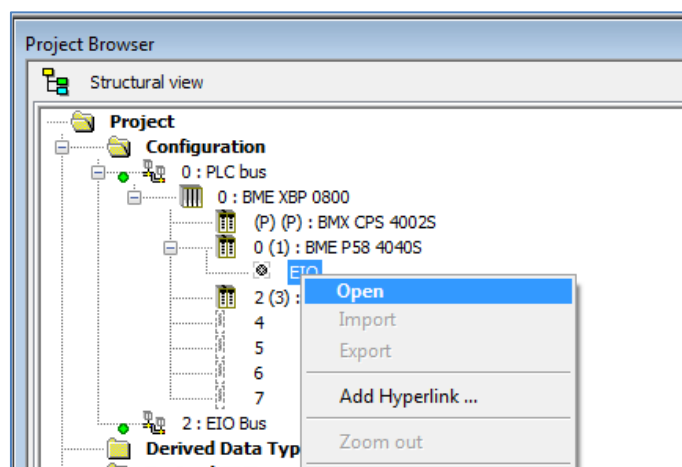 Project Browser
Structural view
Project
Configuration
0 : PLC bus
0 : BME XBP 0800
(P) (P) : BMX CPS 4002S
0 (1) : BME P58 4040S
EIO
Open
2 (3) :
Import
4
5
Export
6
7
Add Hyperlink ...
2 : EIO Bus
Zoom out
Derived Data Typ